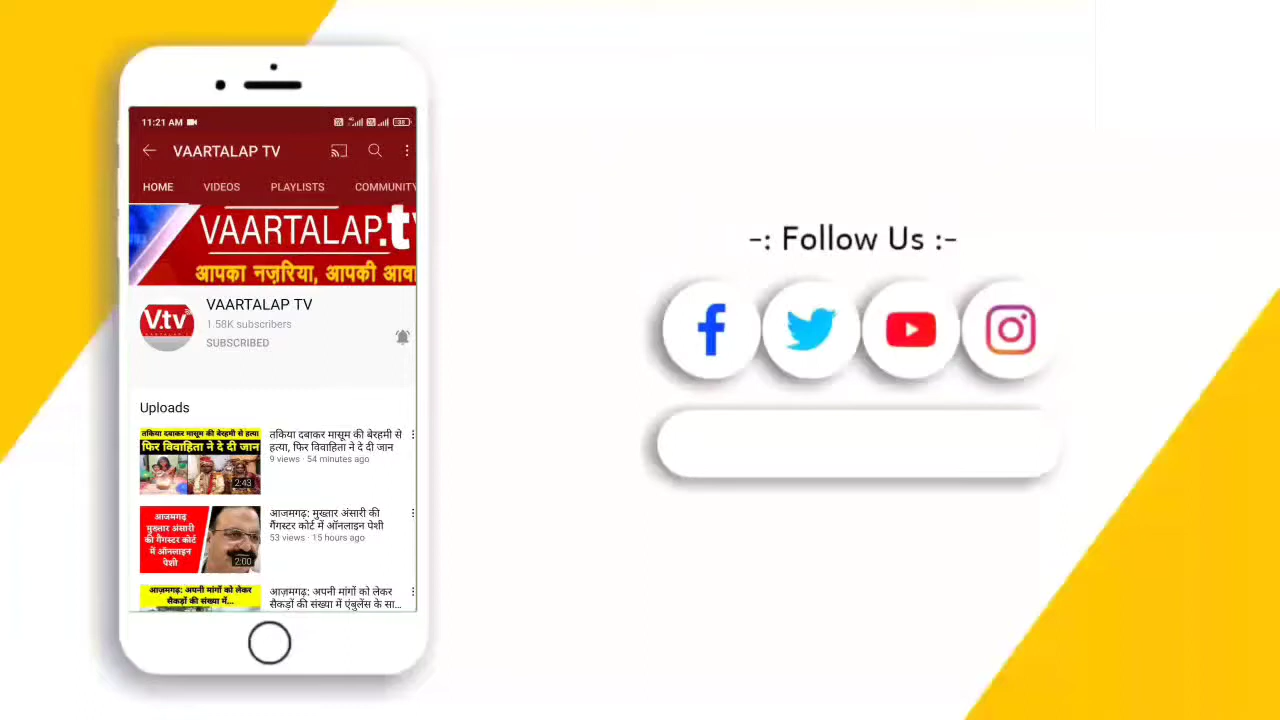 11:21 AM
VAARTALAP TV
HOME VIDEOS PLAYLISTS COMMUNITY
VAARTALAP.tv
आपका नज़रिया, आपकी आवा
V.tv
VAARTALAP TV
1.58K subscribers
SUBSCRIBED
Uploads
तकिया दबाकर मासूम की बेरहमी से हत्या
फिर विवाहिता ने दे दी जान
2:43
तकिया दबाकर मासूम की बेरहमी से
हत्या, फिर विवाहिता ने दे दी जान
9 views · 54 minutes ago
आजमगढ़
मुख्तार अंसारी
की गैंगस्टर कोर्ट
में ऑनलाइन
पेशी
2:00
आजमगढ़: मुख्तार अंसारी की
गैंगस्टर कोर्ट में ऑनलाइन पेशी
53 views · 15 hours ago
आज़मगढ़: अपनी मांगों को लेकर
सैकड़ों की संख्या में...
आज़मगढ़: अपनी मांगों को लेकर
सैकड़ों की संख्या में एंबुलेंस के सा...
-: Follow Us :-